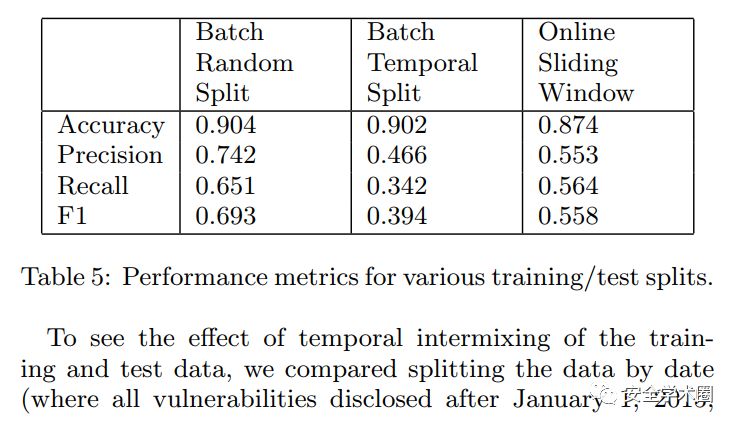 Batch Random Split
Batch Temporal Split
Online Sliding Window
Accuracy 0.904 0.902 0.874
Precision 0.742 0.466 0.553
Recall 0.651 0.342 0.564
F1 0.693 0.394 0.558
Table 5: Performance metrics for various training/test splits.
To see the effect of temporal intermixing of the train-
ing and test data, we compared splitting the data by date
(where all vulnerabilities disclosed after January 1, 2015,
安全学术圈